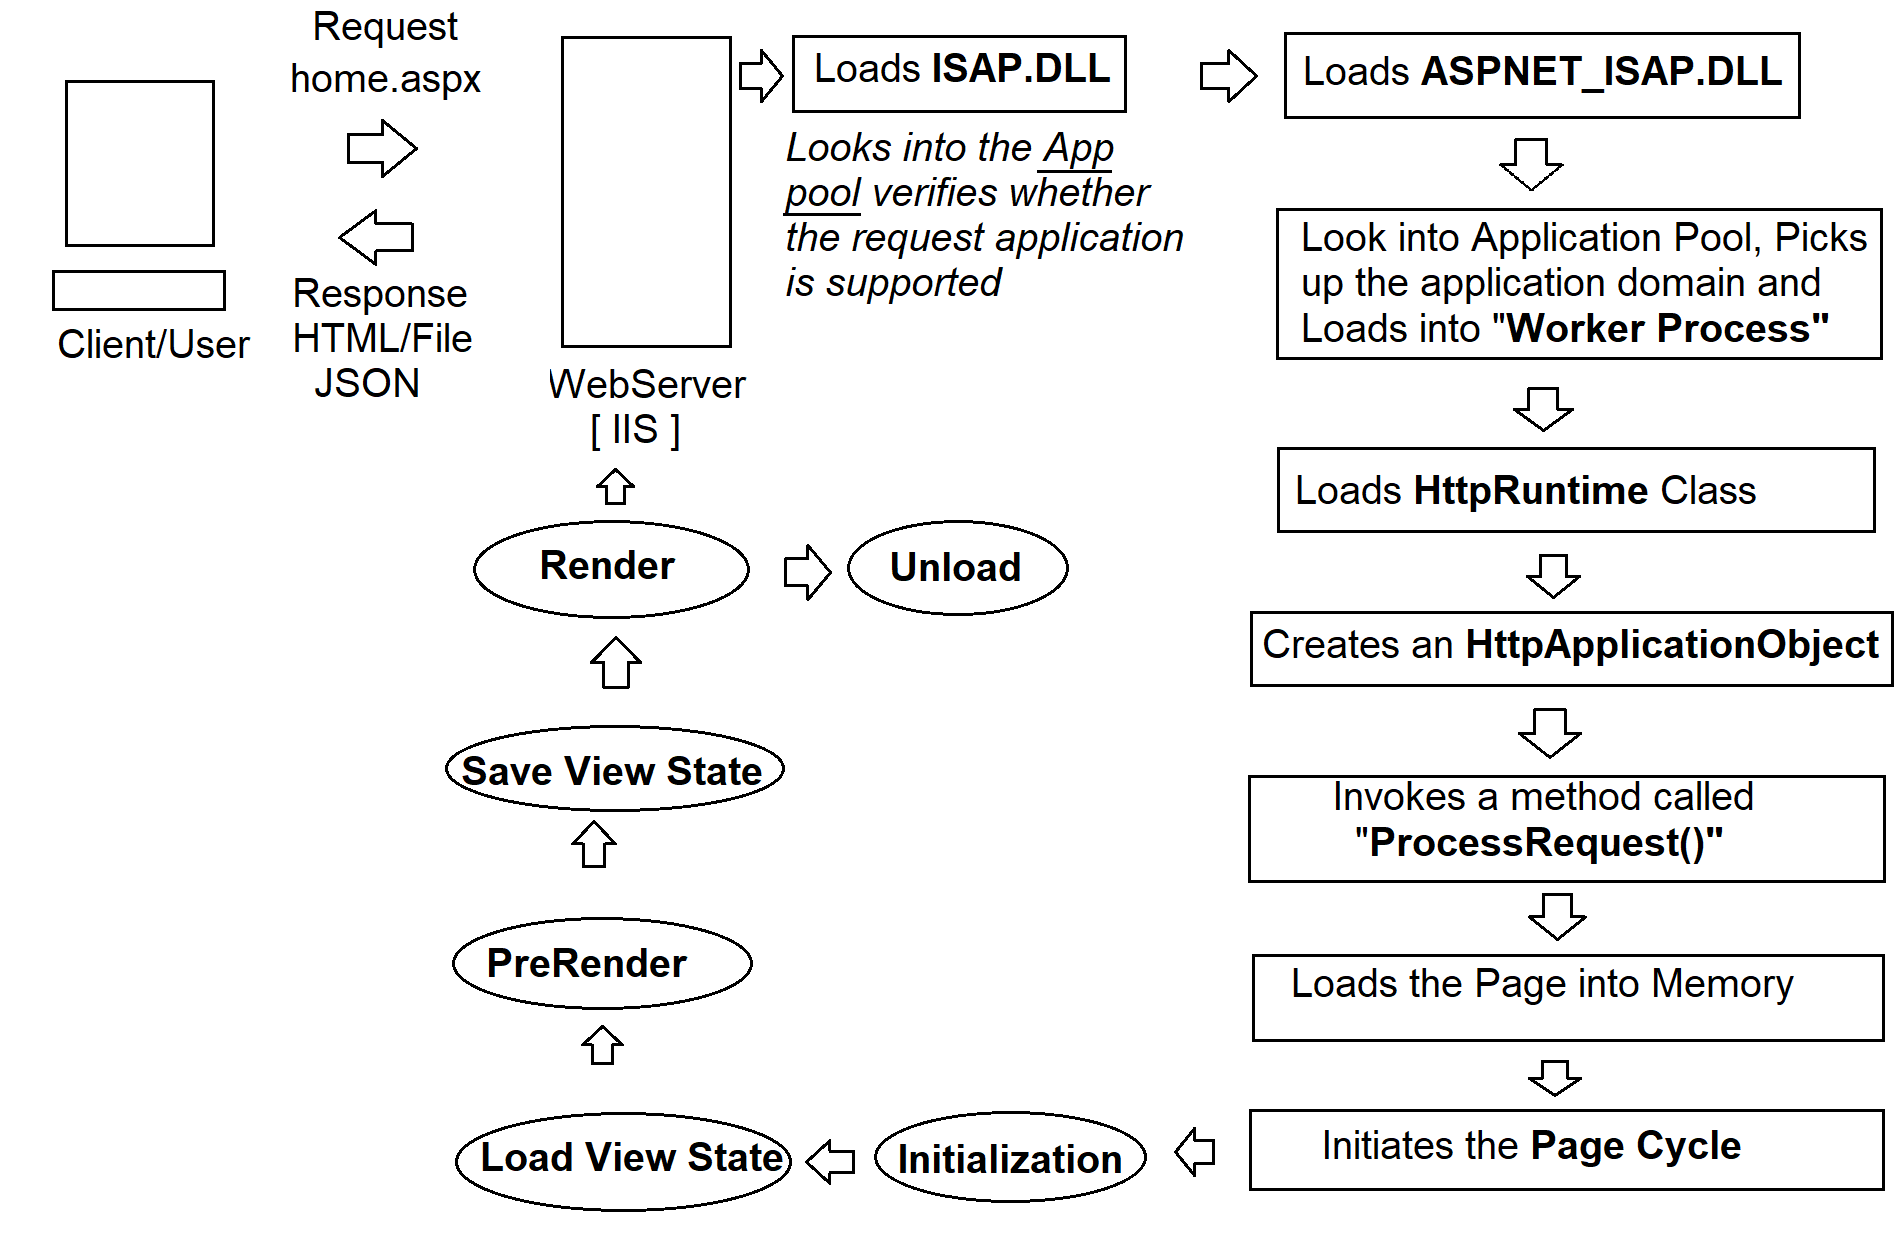 Request
home.aspx
Response
HTML/File
JSON
Client/User
WebServer
[ IIS ]
Loads ISAP.DLL
Looks into the App
pool verifies whether
the request application
is supported
Loads ASPNET_ISAP.DLL
Look into Application Pool, Picks
up the application domain and
Loads into "Worker Process"
Loads HttpRuntime Class
Creates an HttpApplicationObject
Invokes a method called
"ProcessRequest()"
Loads the Page into Memory
Initiates the Page Cycle
Initialization
Load View State
PreRender
Save View State
Render
Unload